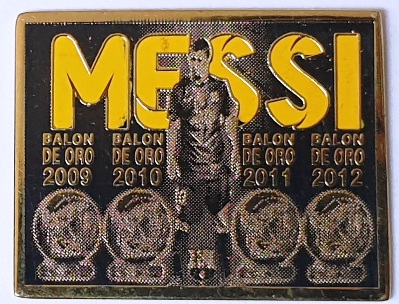 MESSI
BALON BALON BALON BALON
DE ORO DE ORO DE ORO DE ORO
2009 2010 2011 2012